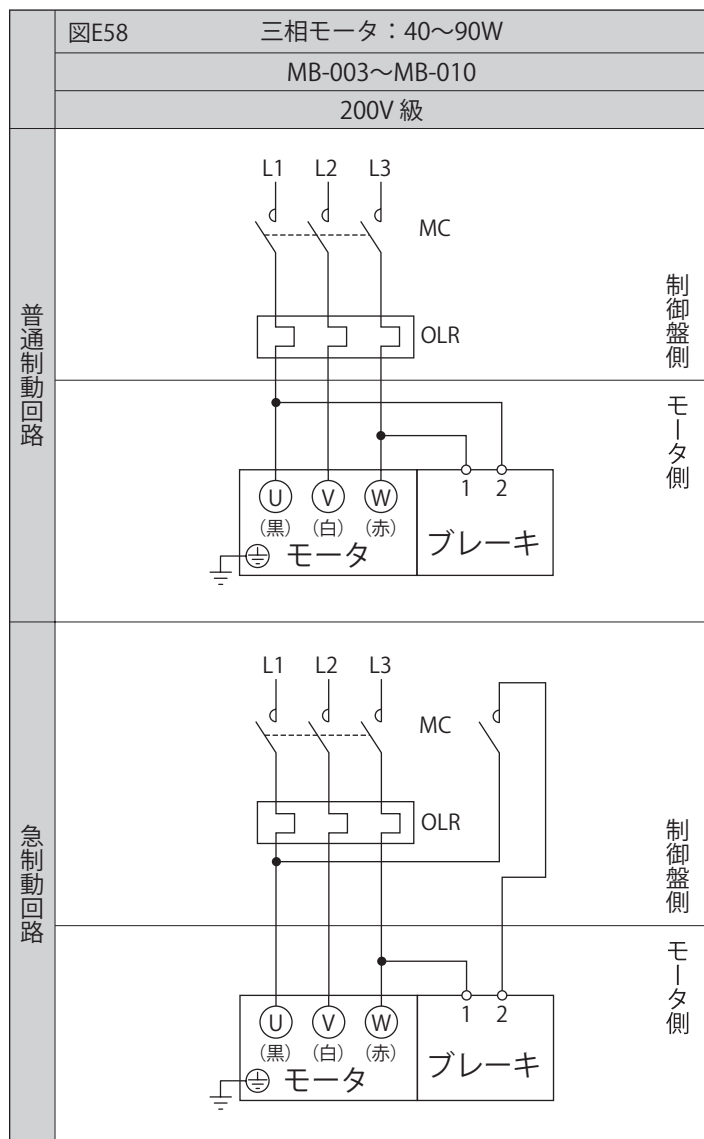 図E58 三相モータ：40～90W
MB-003～MB-010
200V 級
普通制動回路
L1 L2 L3
MC
OLR
制御盤側
モータ側
1 2
U V W
(黒) (白) (赤)
モータ
ブレーキ
急制動回路
L1 L2 L3
MC
OLR
制御盤側
モータ側
1 2
U V W
(黒) (白) (赤)
モータ
ブレーキ